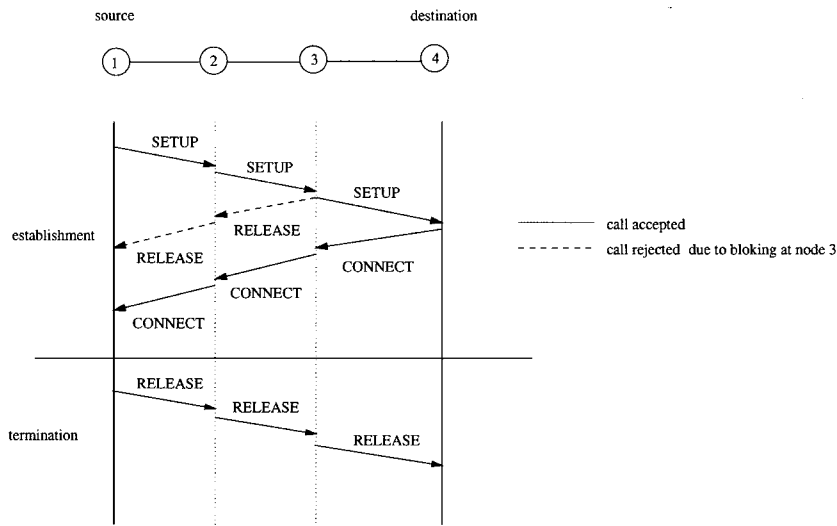 source
destination
1
2
3
4
SETUP
SETUP
SETUP
establishment
RELEASE
RELEASE
CONNECT
CONNECT
CONNECT
call accepted
call rejected due to bloking at node 3
termination
RELEASE
RELEASE
RELEASE